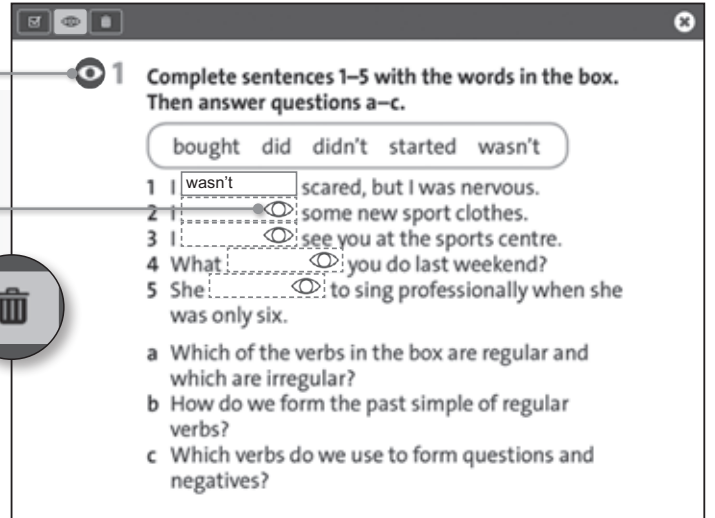 1 Complete sentences 1–5 with the words in the box.
Then answer questions a–c.
bought did didn't started wasn't
1 I wasn't scared, but I was nervous.
2 I some new sport clothes.
3 I see you at the sports centre.
4 What you do last weekend?
5 She to sing professionally when she
was only six.
a Which of the verbs in the box are regular and
which are irregular?
b How do we form the past simple of regular
verbs?
c Which verbs do we use to form questions and
negatives?